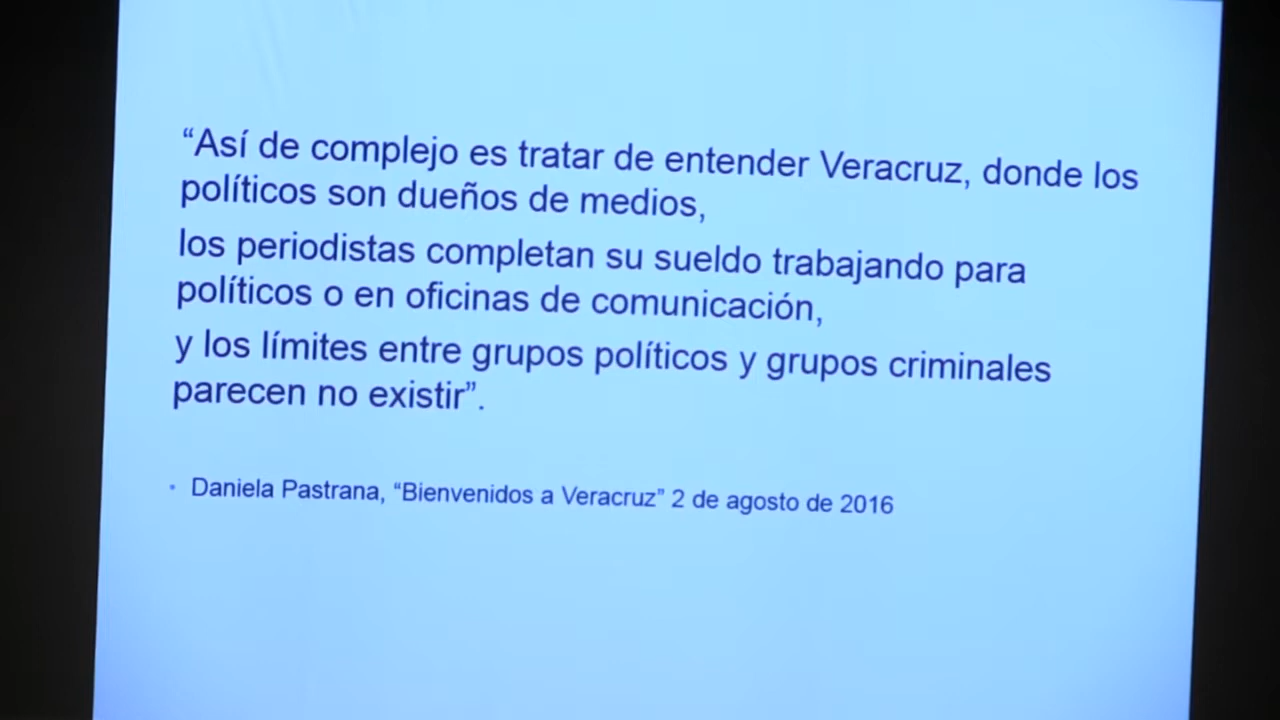 “Así de complejo es tratar de entender Veracruz, donde los
políticos son dueños de medios,
los periodistas completan su sueldo trabajando para
políticos o en oficinas de comunicación,
y los límites entre grupos políticos y grupos criminales
parecen no existir”.
• Daniela Pastrana, “Bienvenidos a Veracruz” 2 de agosto de 2016